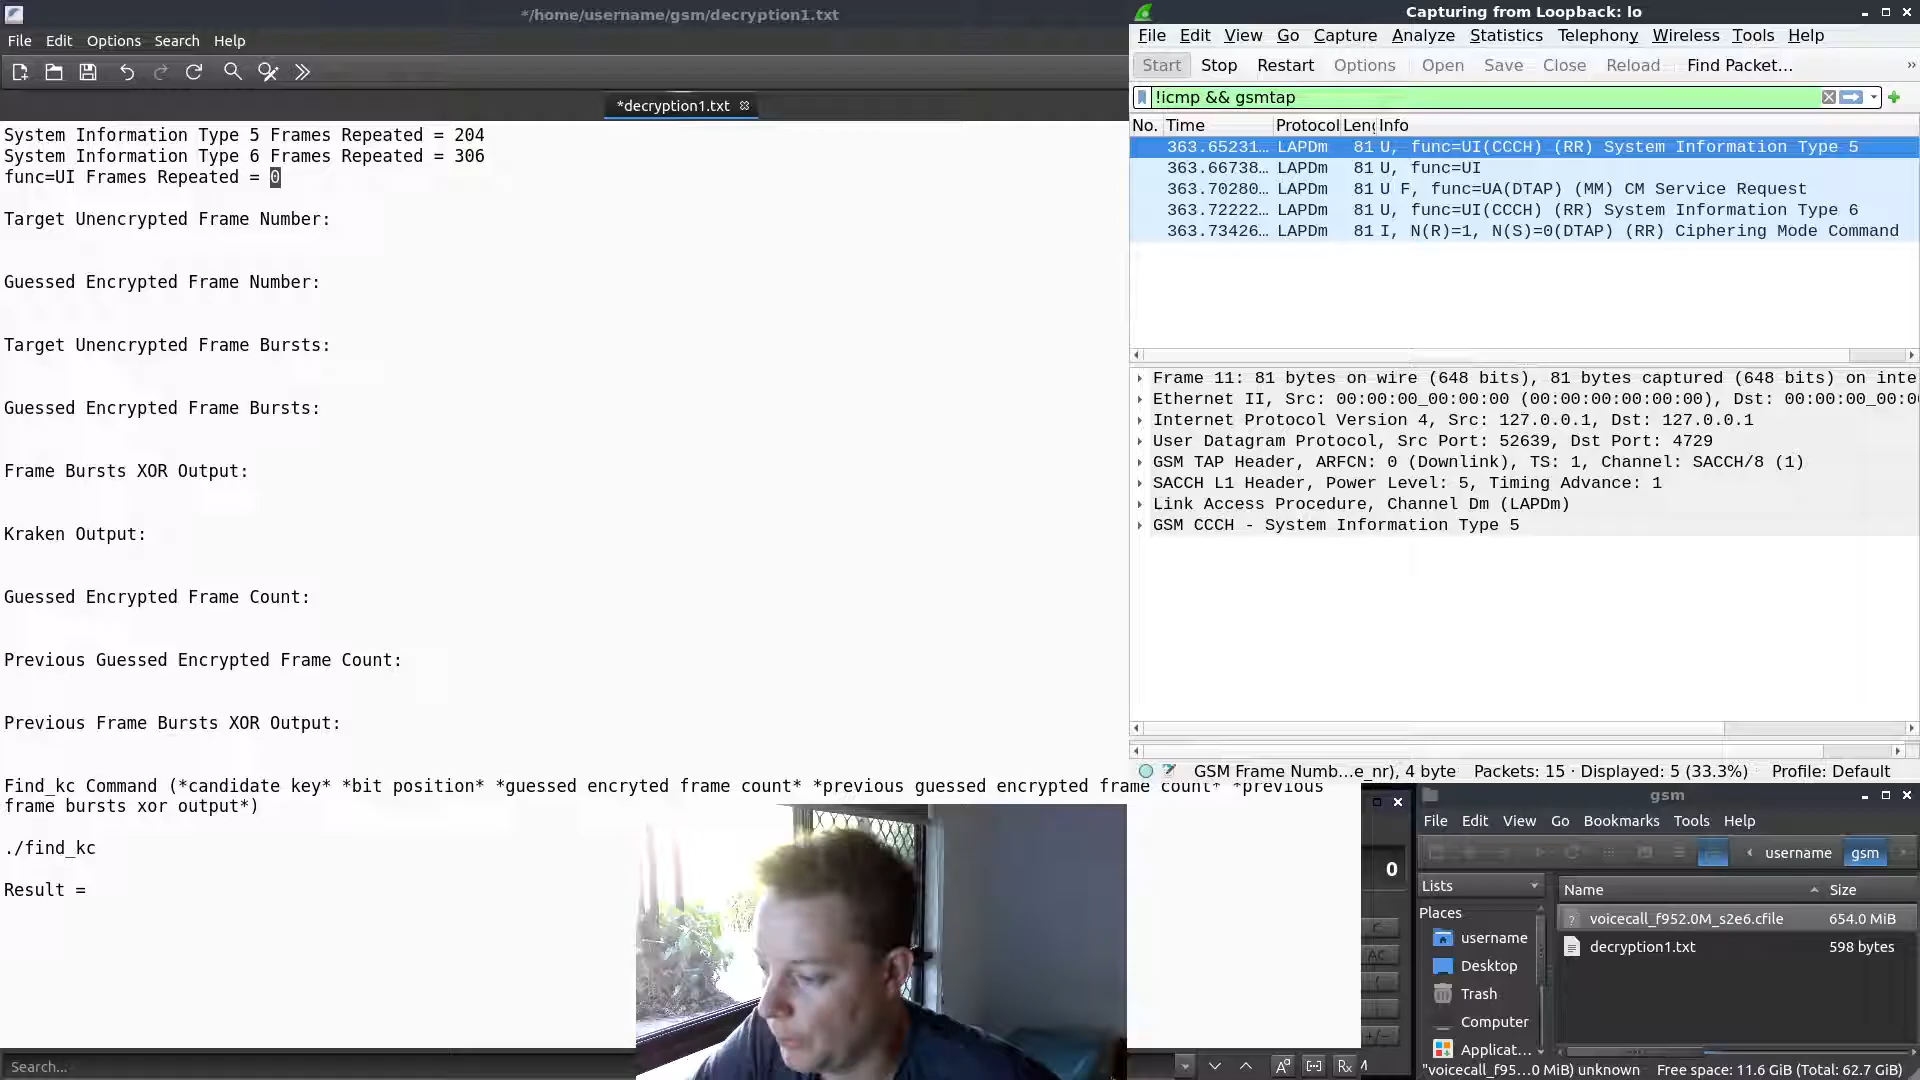 */home/username/gsm/decryption1.txt
File Edit Options Search Help
*decryption1.txt
System Information Type 5 Frames Repeated = 204
System Information Type 6 Frames Repeated = 306
func=UI Frames Repeated = 0
Target Unencrypted Frame Number:
Guessed Encrypted Frame Number:
Target Unencrypted Frame Bursts:
Guessed Encrypted Frame Bursts:
Frame Bursts XOR Output:
Kraken Output:
Guessed Encrypted Frame Count:
Previous Guessed Encrypted Frame Count:
Previous Frame Bursts XOR Output:
Find_kc Command (*candidate key* *bit position* *guessed encryted frame count* *previous guessed encrypted frame count* *previous
frame bursts xor output*)
./find_kc
Result =
Search...
Capturing from Loopback: lo
File Edit View Go Capture Analyze Statistics Telephony Wireless Tools Help
Start Stop Restart Options Open Save Close Reload Find Packet... »
!icmp && gsmtap
No. Time Protocol Leng Info
363.65231… LAPDm 81 U, func=UI(CCCH) (RR) System Information Type 5
363.66738… LAPDm 81 U, func=UI
363.70280… LAPDm 81 U F, func=UA(DTAP) (MM) CM Service Request
363.72222… LAPDm 81 U, func=UI(CCCH) (RR) System Information Type 6
363.73426… LAPDm 81 I, N(R)=1, N(S)=0(DTAP) (RR) Ciphering Mode Command
Frame 11: 81 bytes on wire (648 bits), 81 bytes captured (648 bits) on inte
Ethernet II, Src: 00:00:00_00:00:00 (00:00:00:00:00:00), Dst: 00:00:00_00:00
Internet Protocol Version 4, Src: 127.0.0.1, Dst: 127.0.0.1
User Datagram Protocol, Src Port: 52639, Dst Port: 4729
GSM TAP Header, ARFCN: 0 (Downlink), TS: 1, Channel: SACCH/8 (1)
SACCH L1 Header, Power Level: 5, Timing Advance: 1
Link Access Procedure, Channel Dm (LAPDm)
GSM CCCH - System Information Type 5
GSM Frame Numb…e_nr), 4 byte Packets: 15 · Displayed: 5 (33.3%) Profile: Default
0
AC
gsm
File Edit View Go Bookmarks Tools Help
username gsm
Lists
Places
username
Desktop
Trash
Computer
Applicat…
Name Size
voicecall_f952.0M_s2e6.cfile 654.0 MiB
decryption1.txt 598 bytes
"voicecall_f95…0 MiB) unknown Free space: 11.6 GiB (Total: 62.7 GiB)